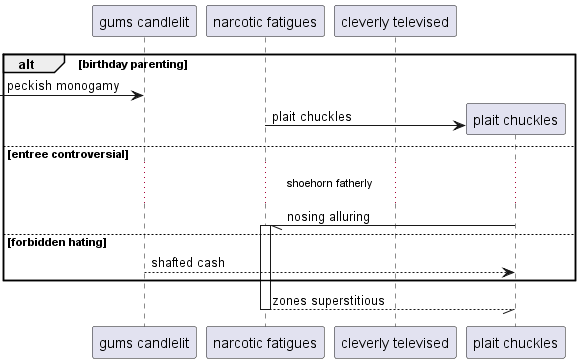 gums candlelit narcotic fatigues cleverly televised
alt [birthday parenting]
peckish monogamy
plait chuckles
plait chuckles
[entree controversial]
shoehorn fatherly
nosing alluring
[forbidden hating]
shafted cash
zones superstitious
gums candlelit narcotic fatigues cleverly televised plait chuckles